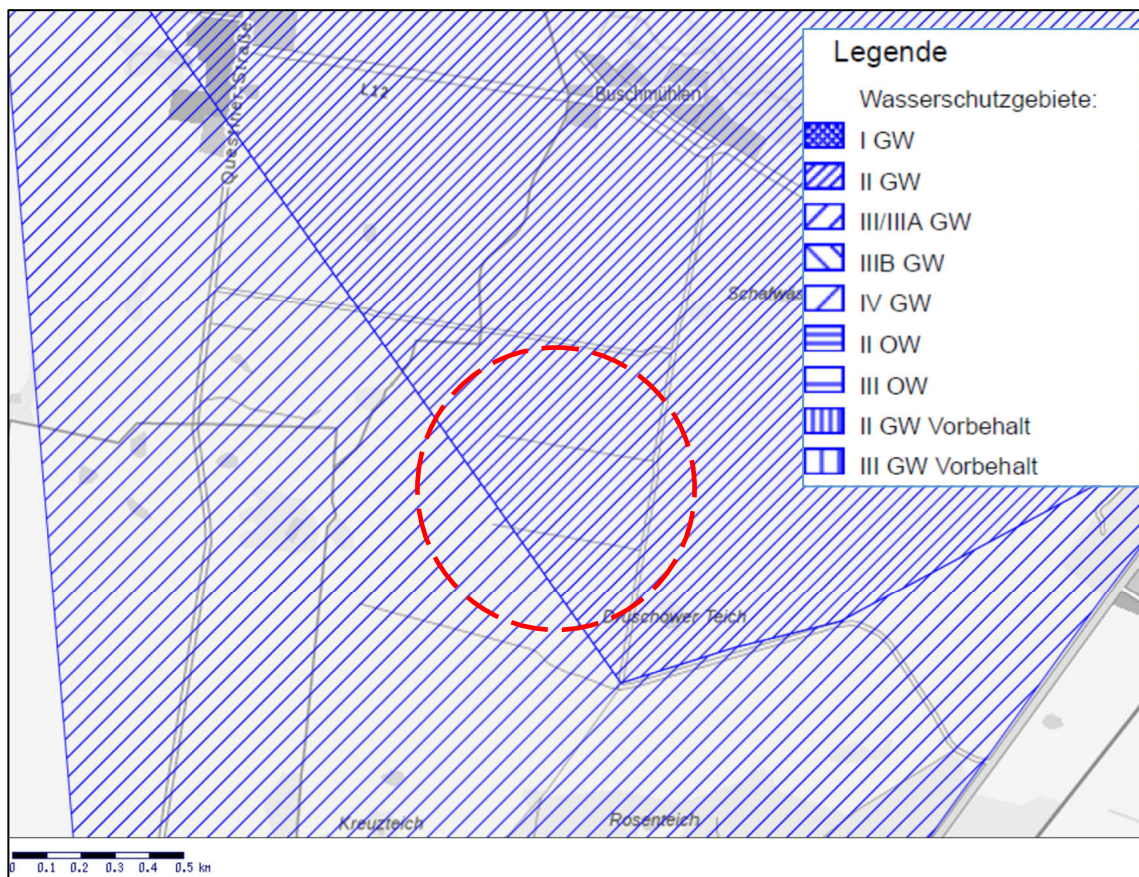 Questiner-Straße
L12
Buschmühlen
Druschower Teich
Kreuzteich
Rosenteich
Legende
Wasserschutzgebiete:
I GW
II GW
III/IIIA GW
IIIB GW
IV GW
II OW
III OW
II GW Vorbehalt
III GW Vorbehalt
0 0.1 0.2 0.3 0.4 0.5 km